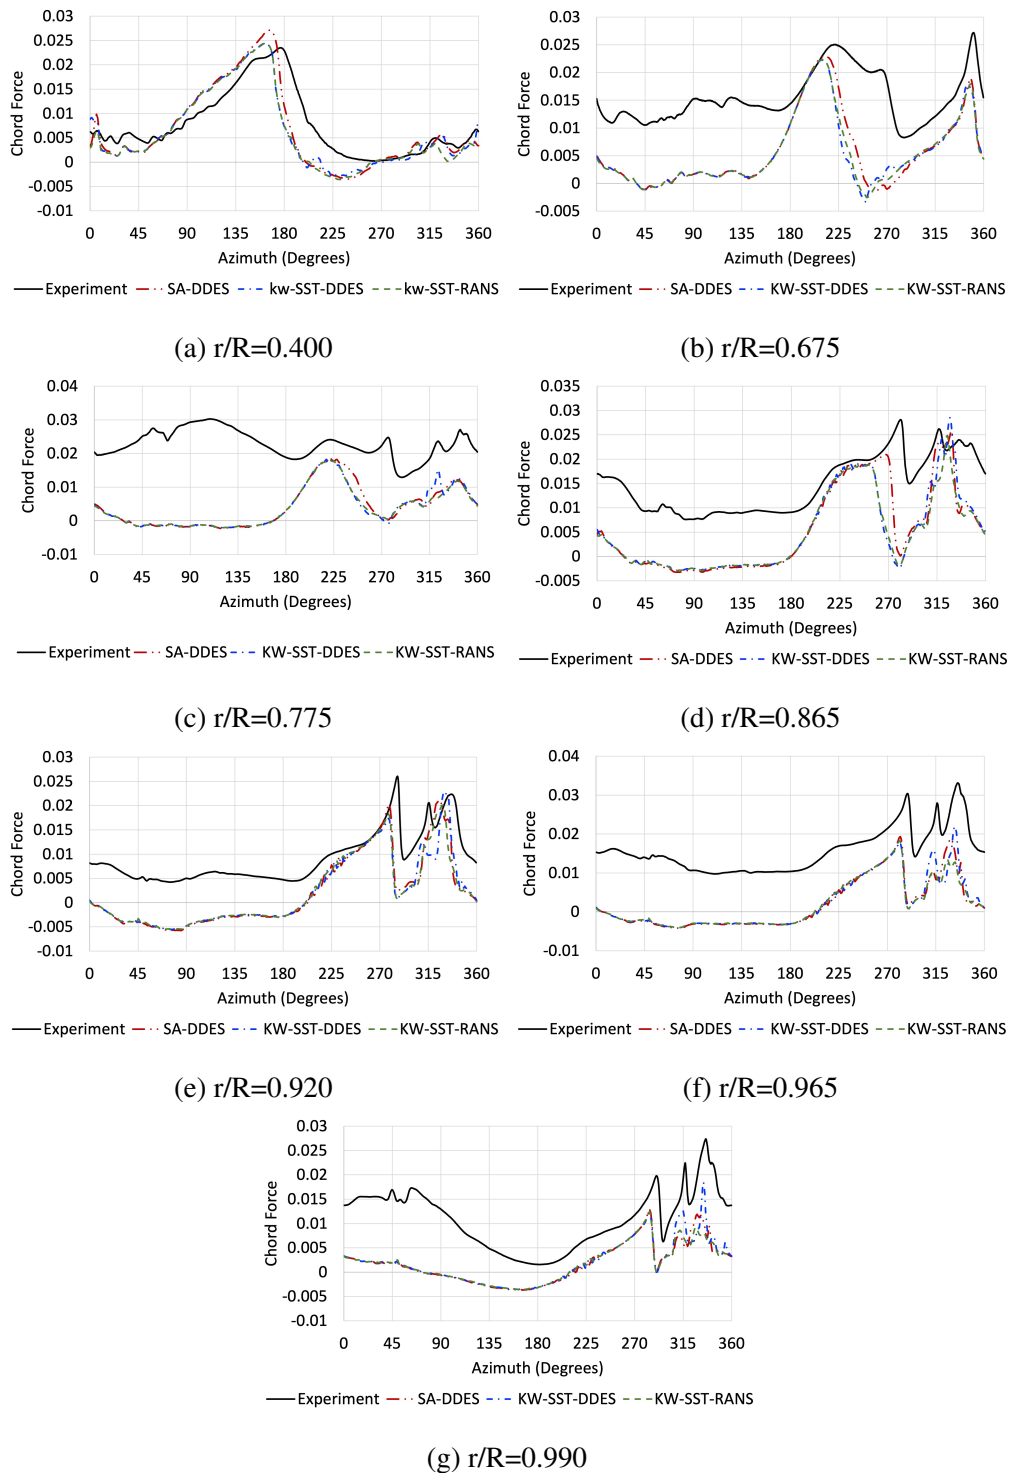 0.03
0.025
0.02
0.015
0.01
0.005
0
-0.005
-0.01
Chord Force
0 45 90 135 180 225 270 315 360
Azimuth (Degrees)
Experiment SA-DDES kw-SST-DDES kw-SST-RANS
(a) r/R=0.400
0.03
0.025
0.02
0.015
0.01
0.005
0
-0.005
Chord Force
0 45 90 135 180 225 270 315 360
Azimuth (Degrees)
Experiment SA-DDES KW-SST-DDES KW-SST-RANS
(b) r/R=0.675
0.04
0.03
0.02
0.01
0
-0.01
Chord Force
0 45 90 135 180 225 270 315 360
Azimuth (Degrees)
Experiment SA-DDES KW-SST-DDES KW-SST-RANS
(c) r/R=0.775
0.035
0.03
0.025
0.02
0.015
0.01
0.005
0
-0.005
Chord Force
0 45 90 135 180 225 270 315 360
Azimuth (Degrees)
Experiment SA-DDES KW-SST-DDES KW-SST-RANS
(d) r/R=0.865
0.03
0.025
0.02
0.015
0.01
0.005
0
-0.005
-0.01
Chord Force
0 45 90 135 180 225 270 315 360
Azimuth (Degrees)
Experiment SA-DDES KW-SST-DDES KW-SST-RANS
(e) r/R=0.920
0.04
0.03
0.02
0.01
0
-0.01
Chord Force
0 45 90 135 180 225 270 315 360
Azimuth (Degrees)
Experiment SA-DDES KW-SST-DDES KW-SST-RANS
(f) r/R=0.965
0.03
0.025
0.02
0.015
0.01
0.005
0
-0.005
-0.01
Chord Force
0 45 90 135 180 225 270 315 360
Azimuth (Degrees)
Experiment SA-DDES KW-SST-DDES KW-SST-RANS
(g) r/R=0.990